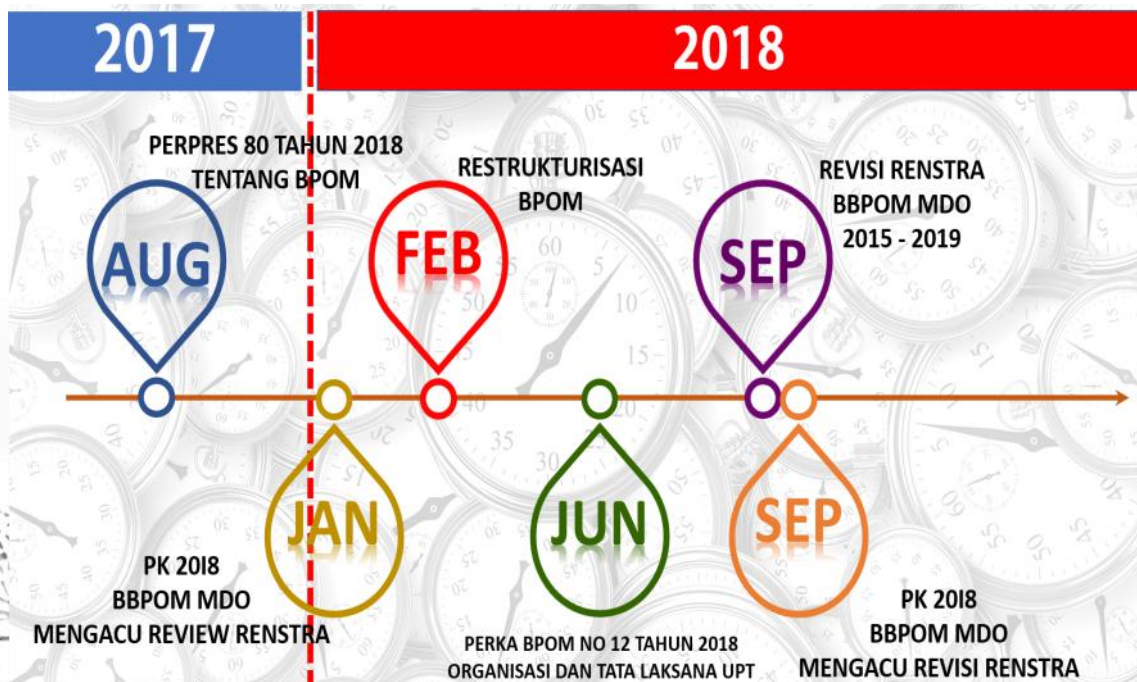 2017
2018
PERPRES 80 TAHUN 2018
TENTANG BPOM
AUG
RESTRUKTURISASI
BPOM
FEB
REVISI RENSTRA
BBPOM MDO
2015 - 2019
SEP
JAN
PK 20I8
BBPOM MDO
MENGACU REVIEW RENSTRA
JUN
PERKA BPOM NO 12 TAHUN 2018
ORGANISASI DAN TATA LAKSANA UPT
SEP
PK 20I8
BBPOM MDO
MENGACU REVISI RENSTRA